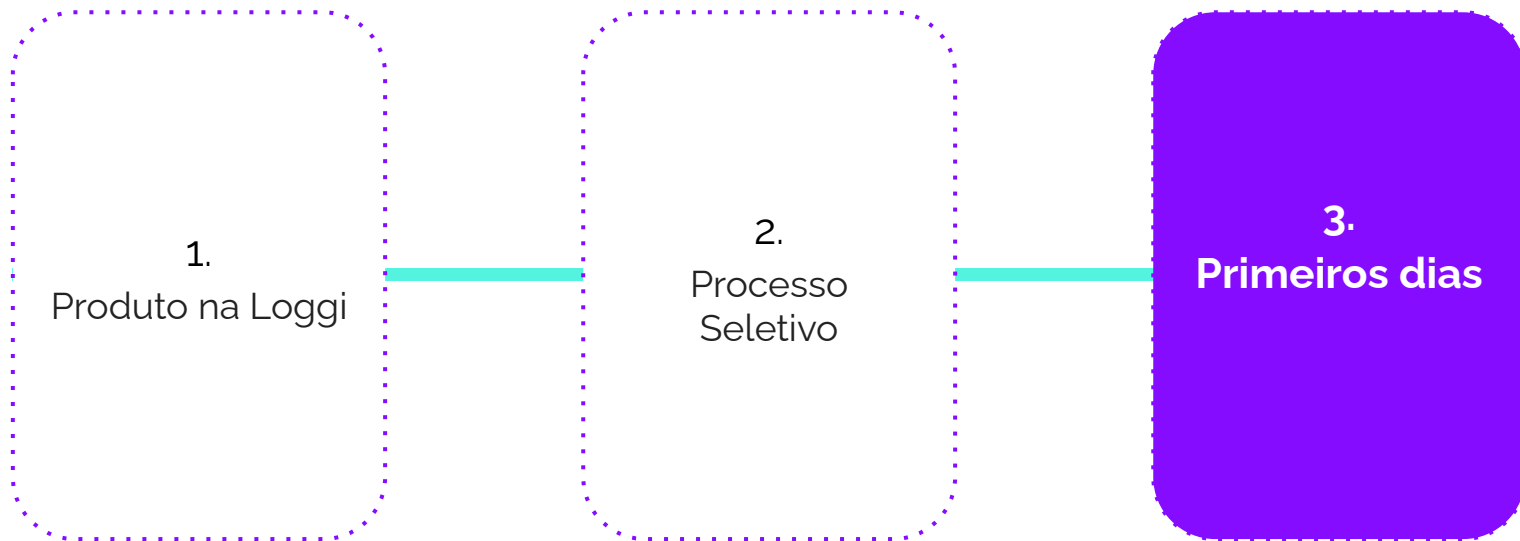 1.
Produto na Loggi
2.
Processo
Seletivo
3.
Primeiros dias